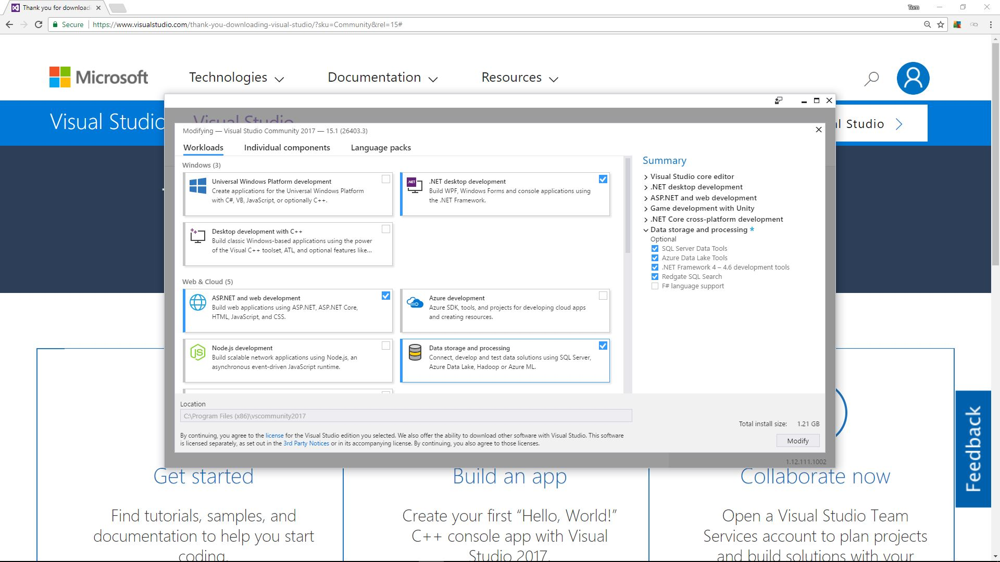 Thank you for download
Tom
Secure
https://www.visualstudio.com/thank-you-downloading-visual-studio/?sku=Community&rel=15#
Microsoft
Technologies
Documentation
Resources
Visual Studio
Visual Studio
l Studio
Modifying — Visual Studio Community 2017 — 15.1 (26403.3)
Workloads
Individual components
Language packs
Windows (3)
Universal Windows Platform development
Create applications for the Universal Windows Platform
with C#, VB, JavaScript, or optionally C++.
.NET
.NET desktop development
Build WPF, Windows Forms and console applications using
the .NET Framework.
Desktop development with C++
Build classic Windows-based applications using the power
of the Visual C++ toolset, ATL, and optional features like...
Web & Cloud (5)
ASP.NET and web development
Build web applications using ASP.NET, ASP.NET Core,
HTML, JavaScript, and CSS.
Azure development
Azure SDK, tools, and projects for developing cloud apps
and creating resources.
JS
Node.js development
Build scalable network applications using Node.js, an
asynchronous event-driven JavaScript runtime.
Data storage and processing
Connect, develop and test data solutions using SQL Server,
Azure Data Lake, Hadoop or Azure ML.
Summary
Visual Studio core editor
.NET desktop development
ASP.NET and web development
Game development with Unity
.NET Core cross-platform development
Data storage and processing *
Optional
SQL Server Data Tools
Azure Data Lake Tools
.NET Framework 4 – 4.6 development tools
Redgate SQL Search
F# language support
Location
C:\Program Files (x86)\vscommunity2017
Total install size: 1.21 GB
By continuing, you agree to the license for the Visual Studio edition you selected. We also offer the ability to download other software with Visual Studio. This software
is licensed separately, as set out in the 3rd Party Notices or in its accompanying license. By continuing, you also agree to those licenses.
Modify
1.12.111.1002
Feedback
Get started
Find tutorials, samples, and
documentation to help you start
coding.
Build an app
Create your first “Hello, World!”
C++ console app with Visual
Studio 2017.
Collaborate now
Open a Visual Studio Team
Services account to plan projects
and build solutions with your